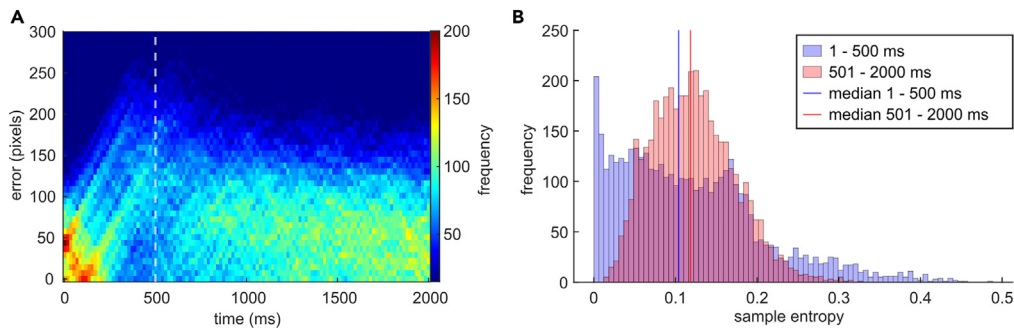 A
300
250
200
150
100
50
0
error (pixels)
0
500
1000
1500
2000
time (ms)
200
150
100
50
frequency
B
250
200
150
100
50
0
frequency
0
0.1
0.2
0.3
0.4
0.5
sample entropy
1 - 500 ms
501 - 2000 ms
median 1 - 500 ms
median 501 - 2000 ms